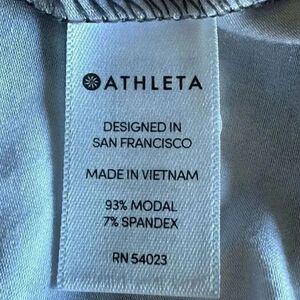 ATHLETA
DESIGNED IN
SAN FRANCISCO
MADE IN VIETNAM
93% MODAL
7% SPANDEX
RN 54023